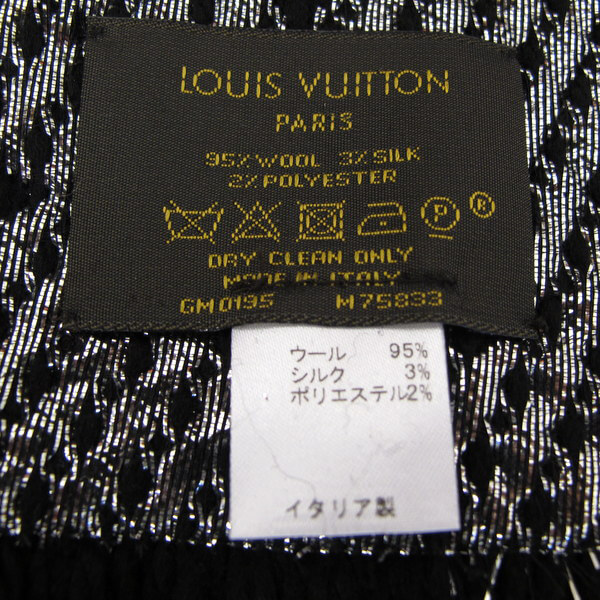 LOUIS VUITTON
PARIS
95% WOOL 3% SILK
2% POLYESTER
P ®
DRY CLEAN ONLY
MADE IN ITALY
GM0195 M75833
ウール 95%
シルク 3%
ポリエステル2%
イタリア製